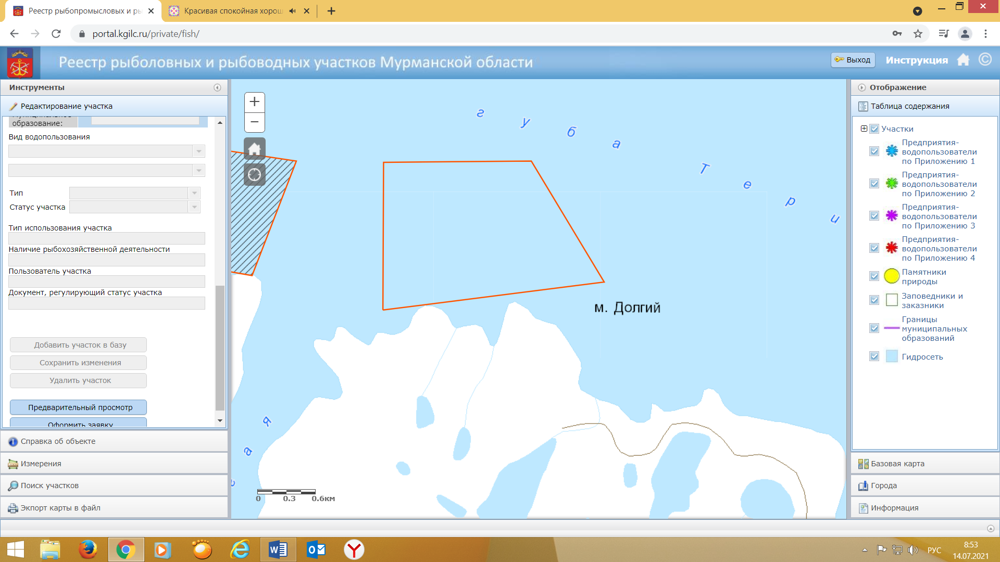 Реестр рыбопромысловых и ры
Красивая спокойная хорош
portal.kgilc.ru/private/fish/
Реестр рыболовных и рыбоводных участков Мурманской области
Выход
Инструкция
Инструменты
Редактирование участка
Муниципальное
образование:
Вид водопользования
Тип
Статус участка
Тип использования участка
Наличие рыбохозяйственной деятельности
Пользователь участка
Документ, регулирующий статус участка
Добавить участок в базу
Сохранить изменения
Удалить участок
Предварительный просмотр
Оформить заявку
Справка об объекте
Измерения
Поиск участков
Экспорт карты в файл
+
−
губа Тери
м. Долгий
я
а
0 0.3 0.6км
Отображение
Таблица содержания
Участки
Предприятия-
водопользователи
по Приложению 1
Предприятия-
водопользователи
по Приложению 2
Предприятия-
водопользователи
по Приложению 3
Предприятия-
водопользователи
по Приложению 4
Памятники
природы
Заповедники и
заказники
Границы
муниципальных
образований
Гидросеть
Базовая карта
Города
Информация
РУС
8:53
14.07.2021